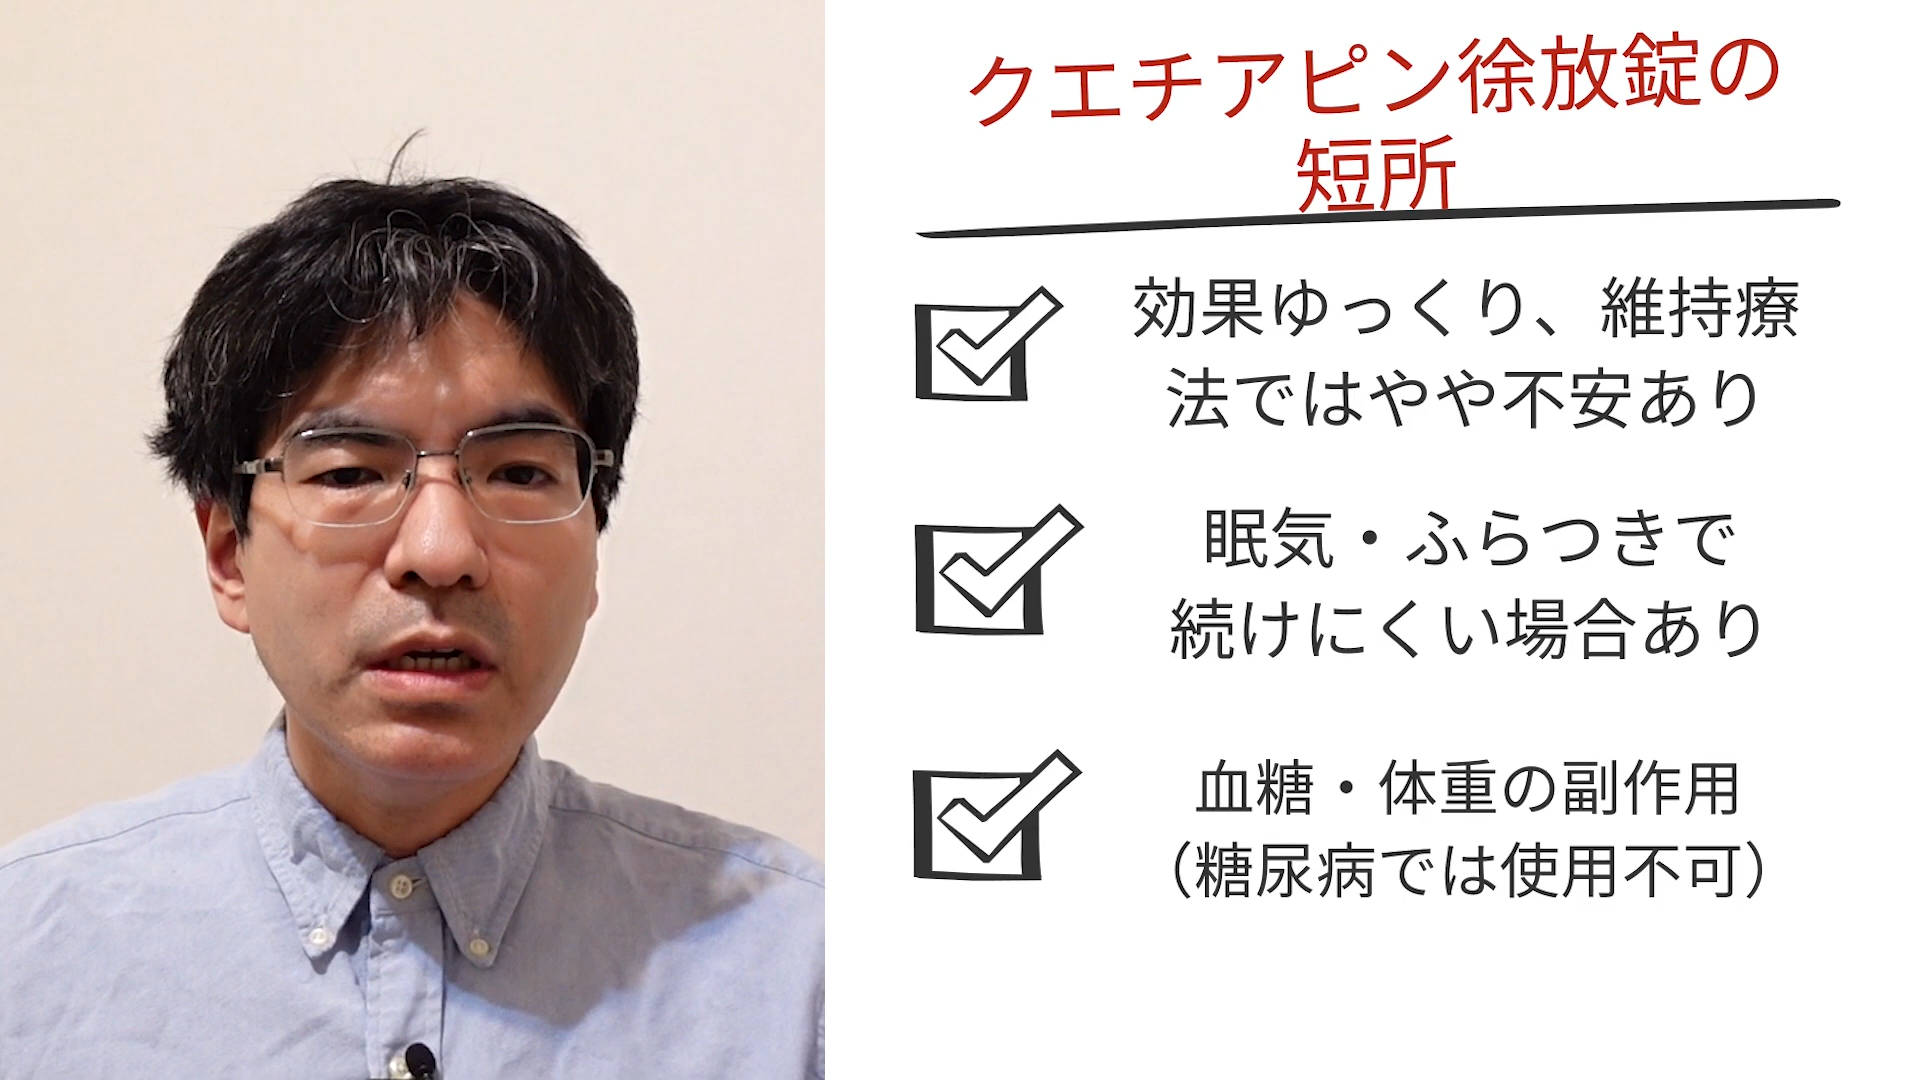 クエチアピン徐放錠の
短所
効果ゆっくり、維持療
法ではやや不安あり
眠気・ふらつきで
続けにくい場合あり
血糖・体重の副作用
（糖尿病では使用不可）